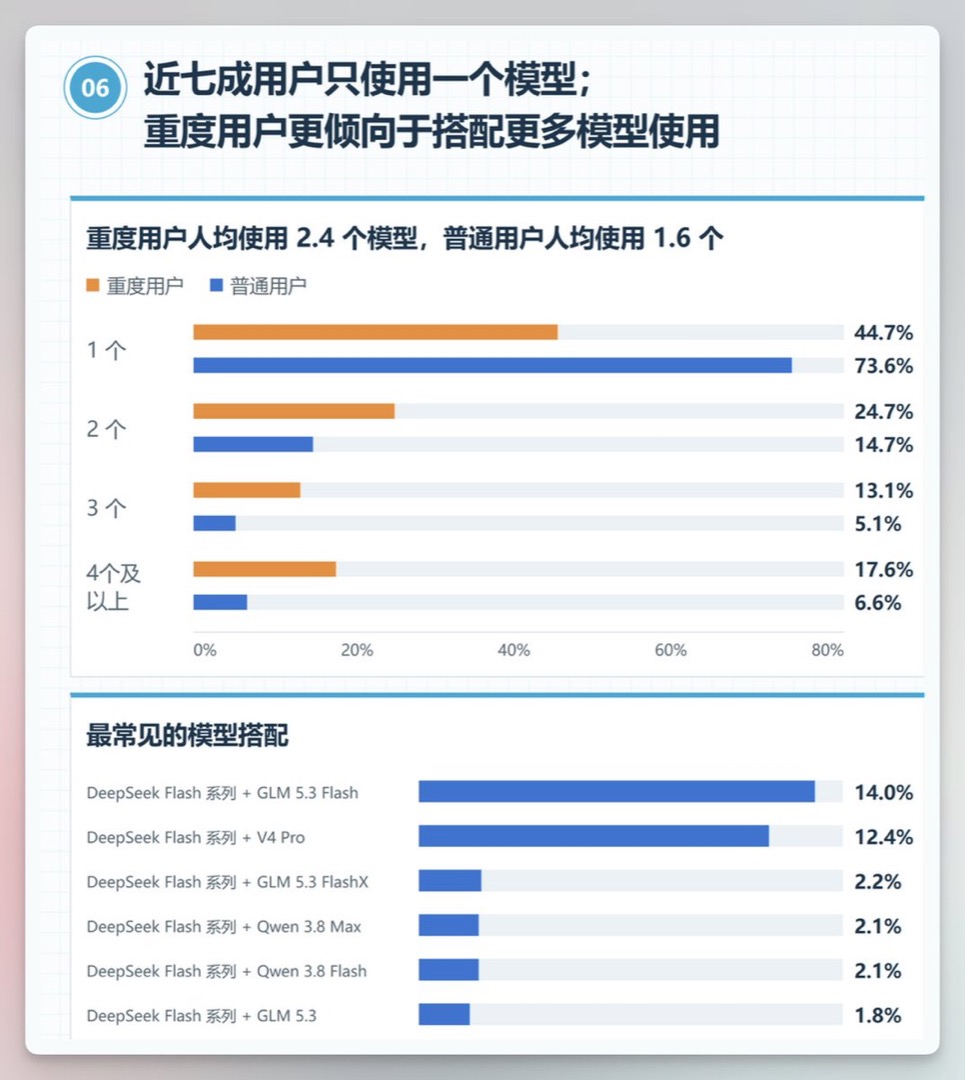 06
近七成用户只使用一个模型；
重度用户更倾向于搭配更多模型使用
重度用户人均使用 2.4 个模型，普通用户人均使用 1.6 个
重度用户 普通用户
1 个
44.7%
73.6%
2 个
24.7%
14.7%
3 个
13.1%
5.1%
4个及
以上
17.6%
6.6%
0% 20% 40% 60% 80%
最常见的模型搭配
DeepSeek Flash 系列 + GLM 5.3 Flash 14.0%
DeepSeek Flash 系列 + V4 Pro 12.4%
DeepSeek Flash 系列 + GLM 5.3 FlashX 2.2%
DeepSeek Flash 系列 + Qwen 3.8 Max 2.1%
DeepSeek Flash 系列 + Qwen 3.8 Flash 2.1%
DeepSeek Flash 系列 + GLM 5.3 1.8%